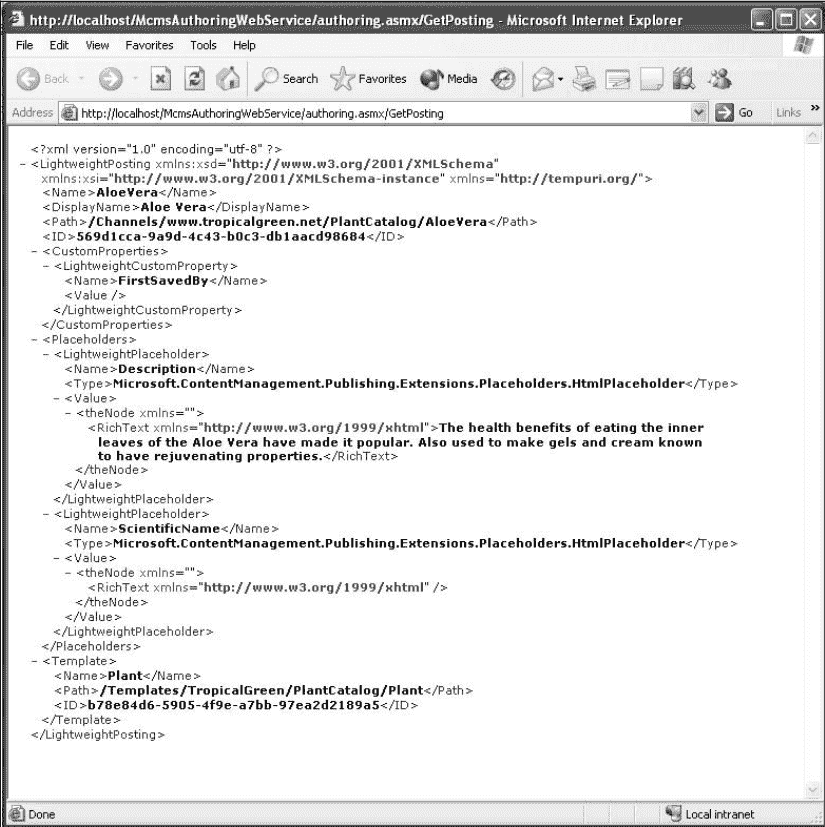 http://localhost/McmsAuthoringWebService/authoring.asmx/GetPosting - Microsoft Internet Explorer
File Edit View Favorites Tools Help
Back Search Favorites Media
Address http://localhost/McmsAuthoringWebService/authoring.asmx/GetPosting Go Links »
<?xml version="1.0" encoding="utf-8" ?>
- <LightweightPosting xmlns:xsd="http://www.w3.org/2001/XMLSchema"
xmlns:xsi="http://www.w3.org/2001/XMLSchema-instance" xmlns="http://tempuri.org/">
<Name>AloeVera</Name>
<DisplayName>Aloe Vera</DisplayName>
<Path>/Channels/www.tropicalgreen.net/PlantCatalog/AloeVera</Path>
<ID>569d1cca-9a9d-4c43-b0c3-db1aacd98684</ID>
- <CustomProperties>
- <LightweightCustomProperty>
<Name>FirstSavedBy</Name>
<Value />
</LightweightCustomProperty>
</CustomProperties>
- <Placeholders>
- <LightweightPlaceholder>
<Name>Description</Name>
<Type>Microsoft.ContentManagement.Publishing.Extensions.Placeholders.HtmlPlaceholder</Type>
- <Value>
- <theNode xmlns="">
<RichText xmlns="http://www.w3.org/1999/xhtml">The health benefits of eating the inner
leaves of the Aloe Vera have made it popular. Also used to make gels and cream known
to have rejuvenating properties.</RichText>
</theNode>
</Value>
</LightweightPlaceholder>
- <LightweightPlaceholder>
<Name>ScientificName</Name>
<Type>Microsoft.ContentManagement.Publishing.Extensions.Placeholders.HtmlPlaceholder</Type>
- <Value>
- <theNode xmlns="">
<RichText xmlns="http://www.w3.org/1999/xhtml" />
</theNode>
</Value>
</LightweightPlaceholder>
</Placeholders>
- <Template>
<Name>Plant</Name>
<Path>/Templates/TropicalGreen/PlantCatalog/Plant</Path>
<ID>b78e84d6-5905-4f9e-a7bb-97ea2d2189a5</ID>
</Template>
</LightweightPosting>
Done Local intranet